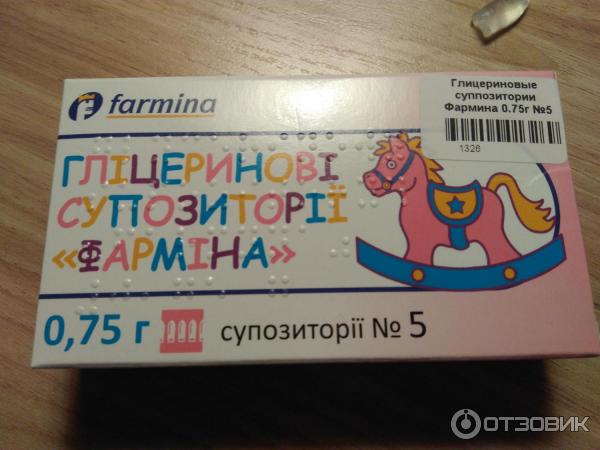 farmina
Глицериновые
суппозитории
Фармина 0.75г №5
1326
ГЛІЦЕРИНОВІ
СУПОЗИТОРІЇ
«ФАРМІНА»
0,75 г
супозиторії № 5
ОТЗОВИК